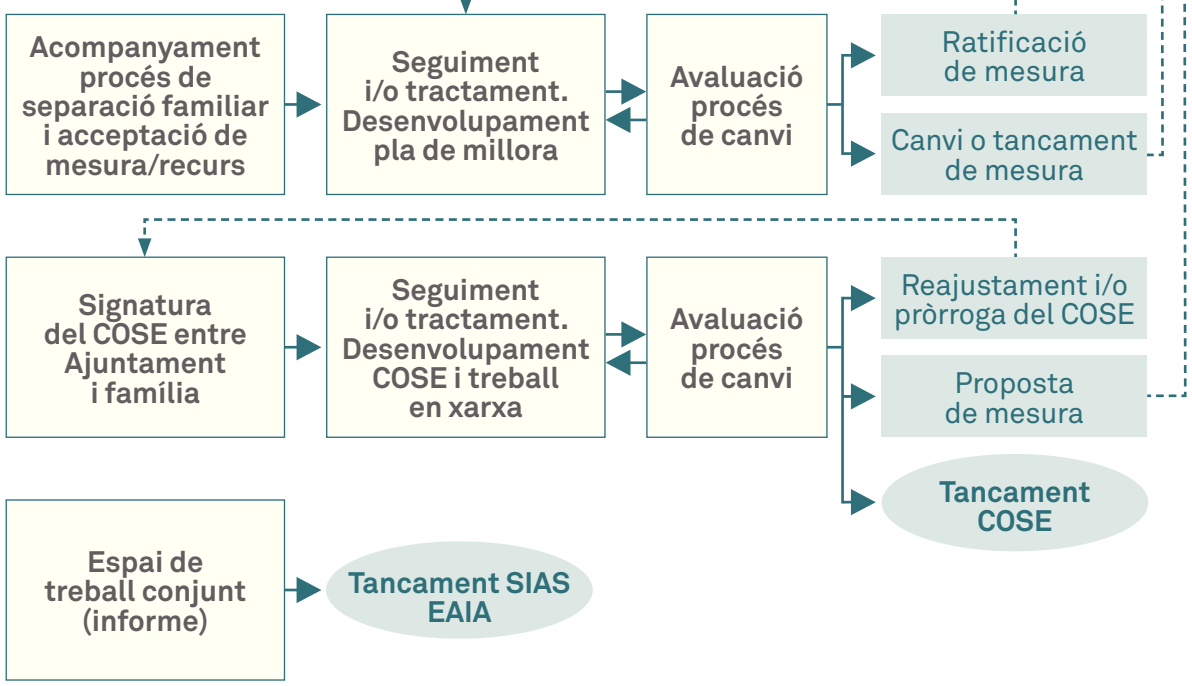 Acompanyament
procés de
separació familiar
i acceptació de
mesura/recurs
Seguiment
i/o tractament.
Desenvolupament
pla de millora
Avaluació
procés
de canvi
Ratificació
de mesura
Canvi o tancament
de mesura
Signatura
del COSE entre
Ajuntament
i família
Seguiment
i/o tractament.
Desenvolupament
COSE i treball
en xarxa
Avaluació
procés
de canvi
Reajustament i/o
pròrroga del COSE
Proposta
de mesura
Tancament
COSE
Espai de
treball conjunt
(informe)
Tancament SIAS
EAIA